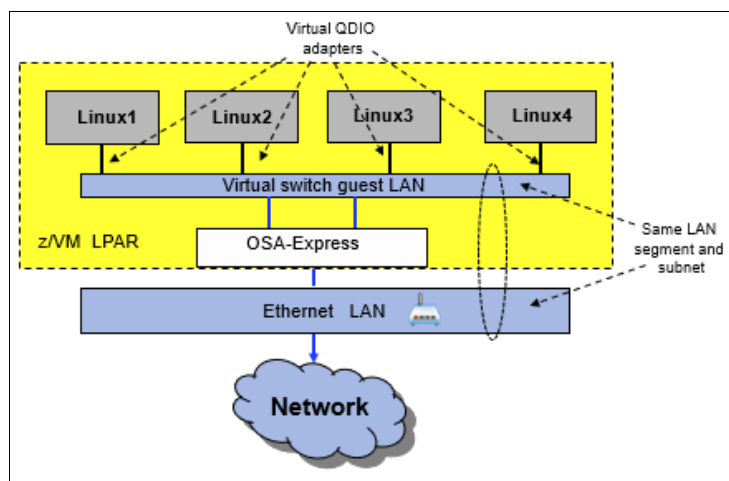 Virtual QDIO
adapters
Linux1
Linux2
Linux3
Linux4
Virtual switch guest LAN
z/VM LPAR
OSA-Express
Same LAN
segment and
subnet
Ethernet LAN
Network